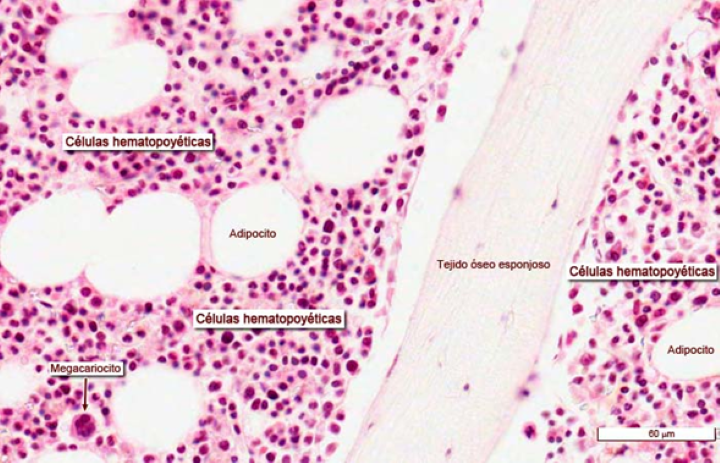 Células hematopoyéticas
Adipocito
Tejido óseo esponjoso
Células hematopoyéticas
Células hematopoyéticas
Adipocito
Megacariocito
60 µm